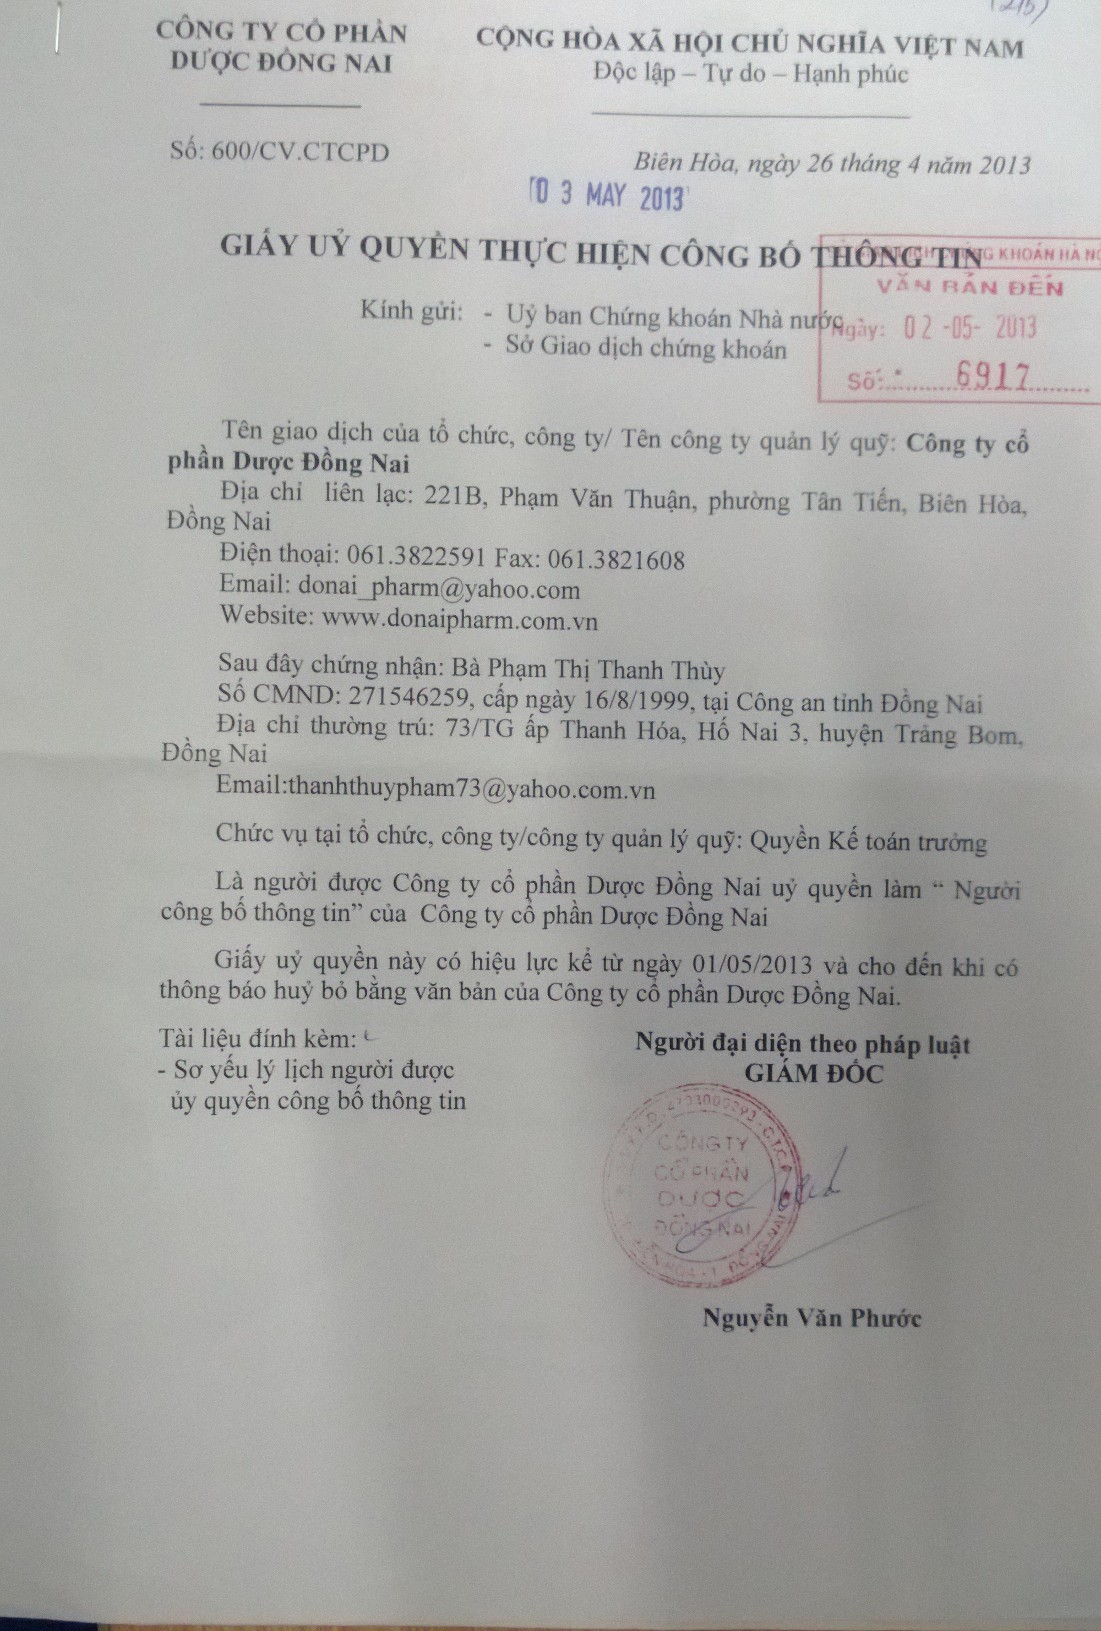 (2/5)
CÔNG TY CỔ PHẦN
DƯỢC ĐỒNG NAI
CỘNG HÒA XÃ HỘI CHỦ NGHĨA VIỆT NAM
Độc lập – Tự do – Hạnh phúc
Số: 600/CV.CTCPD
Biên Hòa, ngày 26 tháng 4 năm 2013
03 MAY 2013
GIẤY UỶ QUYỀN THỰC HIỆN CÔNG BỐ THÔNG TIN
KHOÁN HÀ NỘ
VĂN BẢN ĐẾN
Ngày: 02-05-2013
Số: 6917
Kính gửi: - Uỷ ban Chứng khoán Nhà nước
- Sở Giao dịch chứng khoán
Tên giao dịch của tổ chức, công ty/ Tên công ty quản lý quỹ: Công ty cổ
phần Dược Đồng Nai
Địa chỉ liên lạc: 221B, Phạm Văn Thuận, phường Tân Tiến, Biên Hòa,
Đồng Nai
Điện thoại: 061.3822591 Fax: 061.3821608
Email: donai_pharm@yahoo.com
Website: www.donaipharm.com.vn
Sau đây chứng nhận: Bà Phạm Thị Thanh Thùy
Số CMND: 271546259, cấp ngày 16/8/1999, tại Công an tỉnh Đồng Nai
Địa chỉ thường trú: 73/TG ấp Thanh Hóa, Hố Nai 3, huyện Trảng Bom,
Đồng Nai
Email:thanhthuypham73@yahoo.com.vn
Chức vụ tại tổ chức, công ty/công ty quản lý quỹ: Quyền Kế toán trưởng
Là người được Công ty cổ phần Dược Đồng Nai uỷ quyền làm “ Người
công bố thông tin” của Công ty cổ phần Dược Đồng Nai
Giấy uỷ quyền này có hiệu lực kể từ ngày 01/05/2013 và cho đến khi có
thông báo huỷ bỏ bằng văn bản của Công ty cổ phần Dược Đồng Nai.
Tài liệu đính kèm:
- Sơ yếu lý lịch người được
ủy quyền công bố thông tin
Người đại diện theo pháp luật
GIÁM ĐỐC
CÔNG TY
CỔ PHẦN
DƯỢC
ĐỒNG NAI
Nguyễn Văn Phước